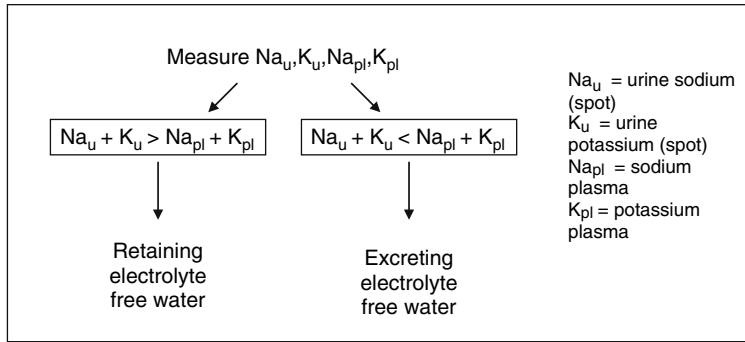 Measure Na_u,K_u,Na_pl,K_pl
Na_u + K_u > Na_pl + K_pl
Na_u + K_u < Na_pl + K_pl
Retaining
electrolyte
free water
Excreting
electrolyte
free water
Na_u = urine sodium
(spot)
K_u = urine
potassium (spot)
Na_pl = sodium
plasma
K_pl = potassium
plasma